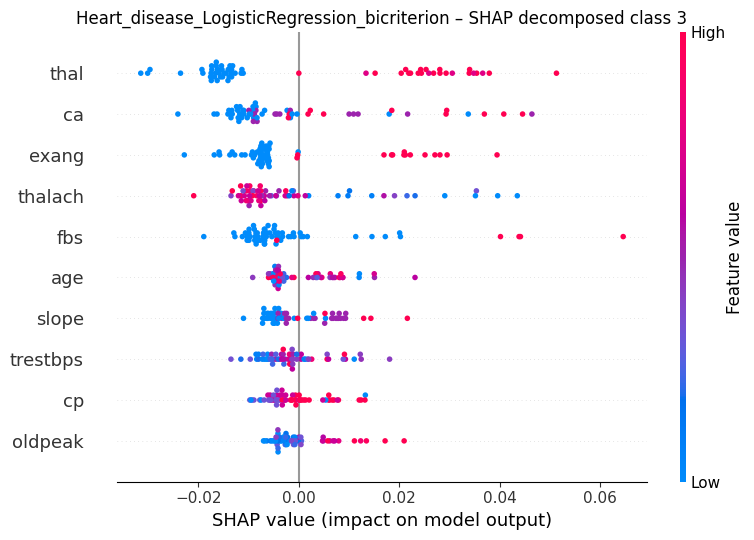 Heart_disease_LogisticRegression_bicriterion – SHAP decomposed class 3
High
thal
ca
exang
thalach
fbs
age
slope
trestbps
cp
oldpeak
Feature value
Low
−0.02 0.00 0.02 0.04 0.06
SHAP value (impact on model output)